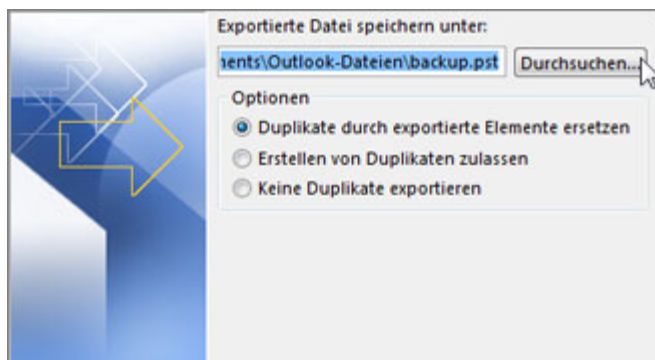 Exportierte Datei speichern unter:
ents\Outlook-Dateien\backup.pst Durchsuchen...
Optionen
Duplikate durch exportierte Elemente ersetzen
Erstellen von Duplikaten zulassen
Keine Duplikate exportieren